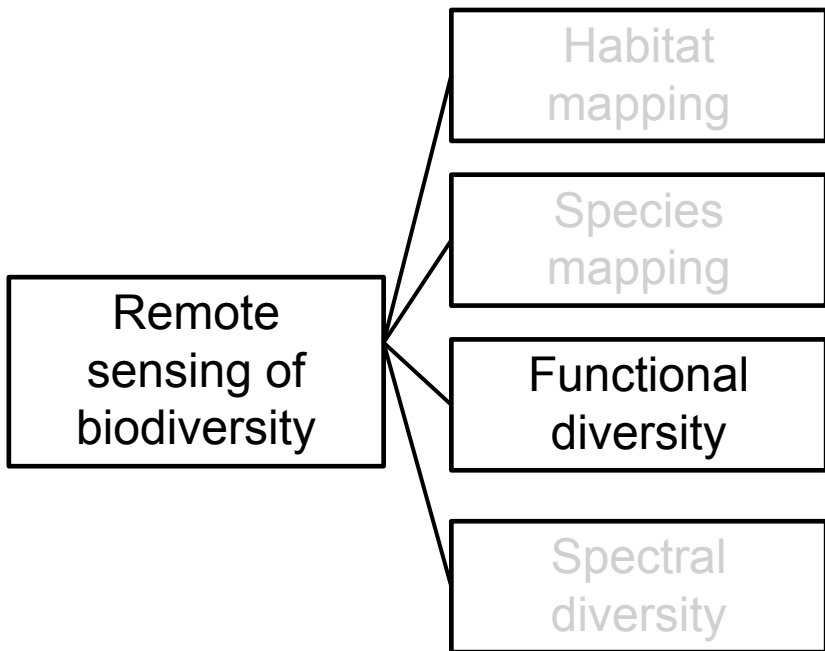 Habitat
mapping
Species
mapping
Remote
sensing of
biodiversity
Functional
diversity
Spectral
diversity